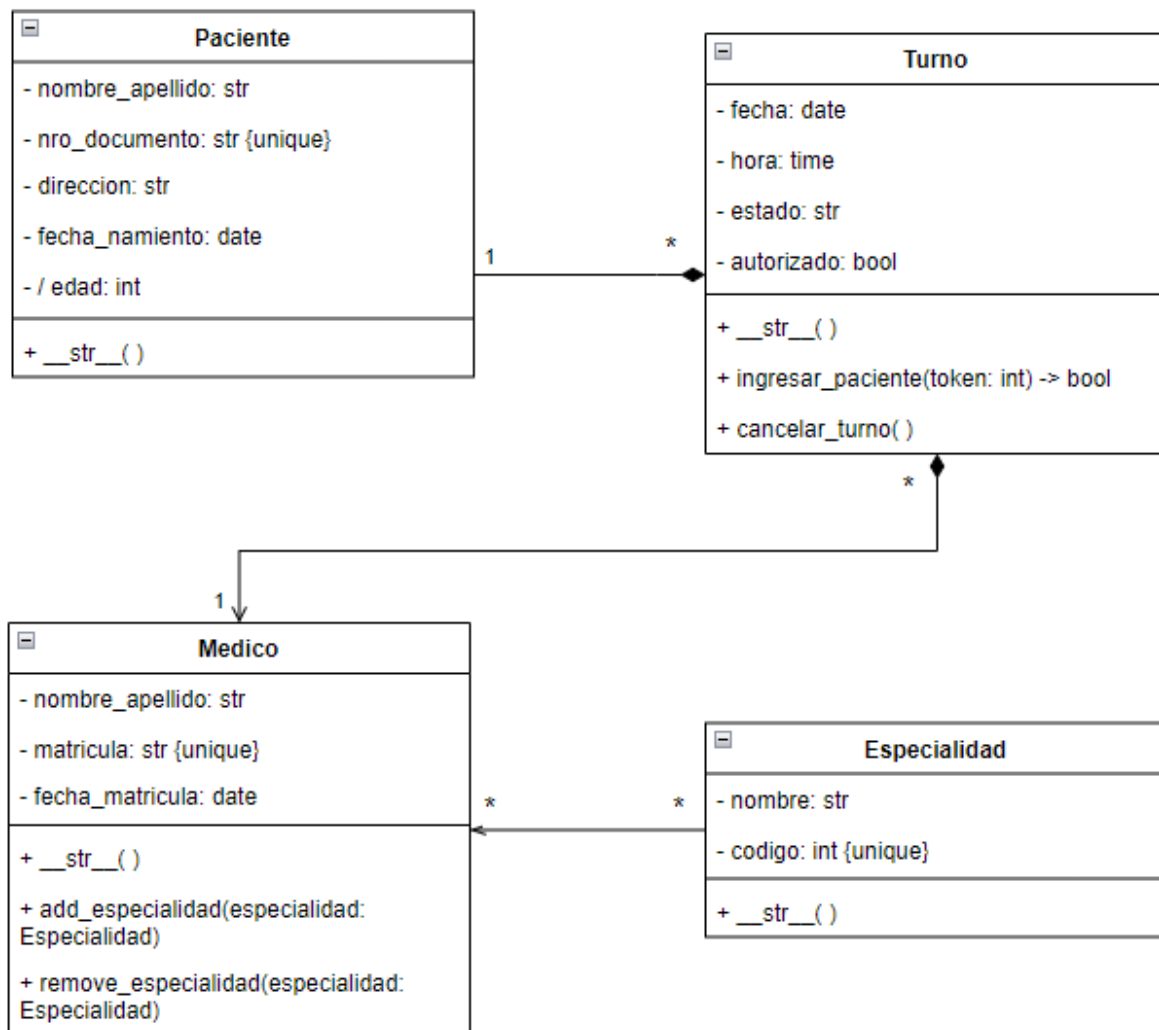 Paciente
- nombre_apellido: str
- nro_documento: str {unique}
- direccion: str
- fecha_namiento: date
- / edad: int
+ __str__( )
1
*
Turno
- fecha: date
- hora: time
- estado: str
- autorizado: bool
+ __str__( )
+ ingresar_paciente(token: int) -> bool
+ cancelar_turno( )
*
1
Medico
- nombre_apellido: str
- matricula: str {unique}
- fecha_matricula: date
+ __str__( )
+ add_especialidad(especialidad:
Especialidad)
+ remove_especialidad(especialidad:
Especialidad)
*
*
Especialidad
- nombre: str
- codigo: int {unique}
+ __str__( )